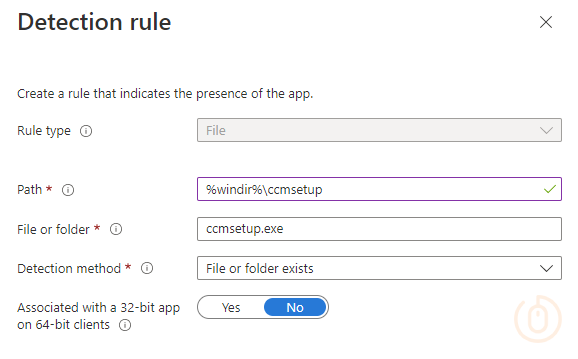 Detection rule
Create a rule that indicates the presence of the app.
Rule type
File
Path *
%windir%\ccmsetup
File or folder *
ccmsetup.exe
Detection method *
File or folder exists
Associated with a 32-bit app
on 64-bit clients
Yes No